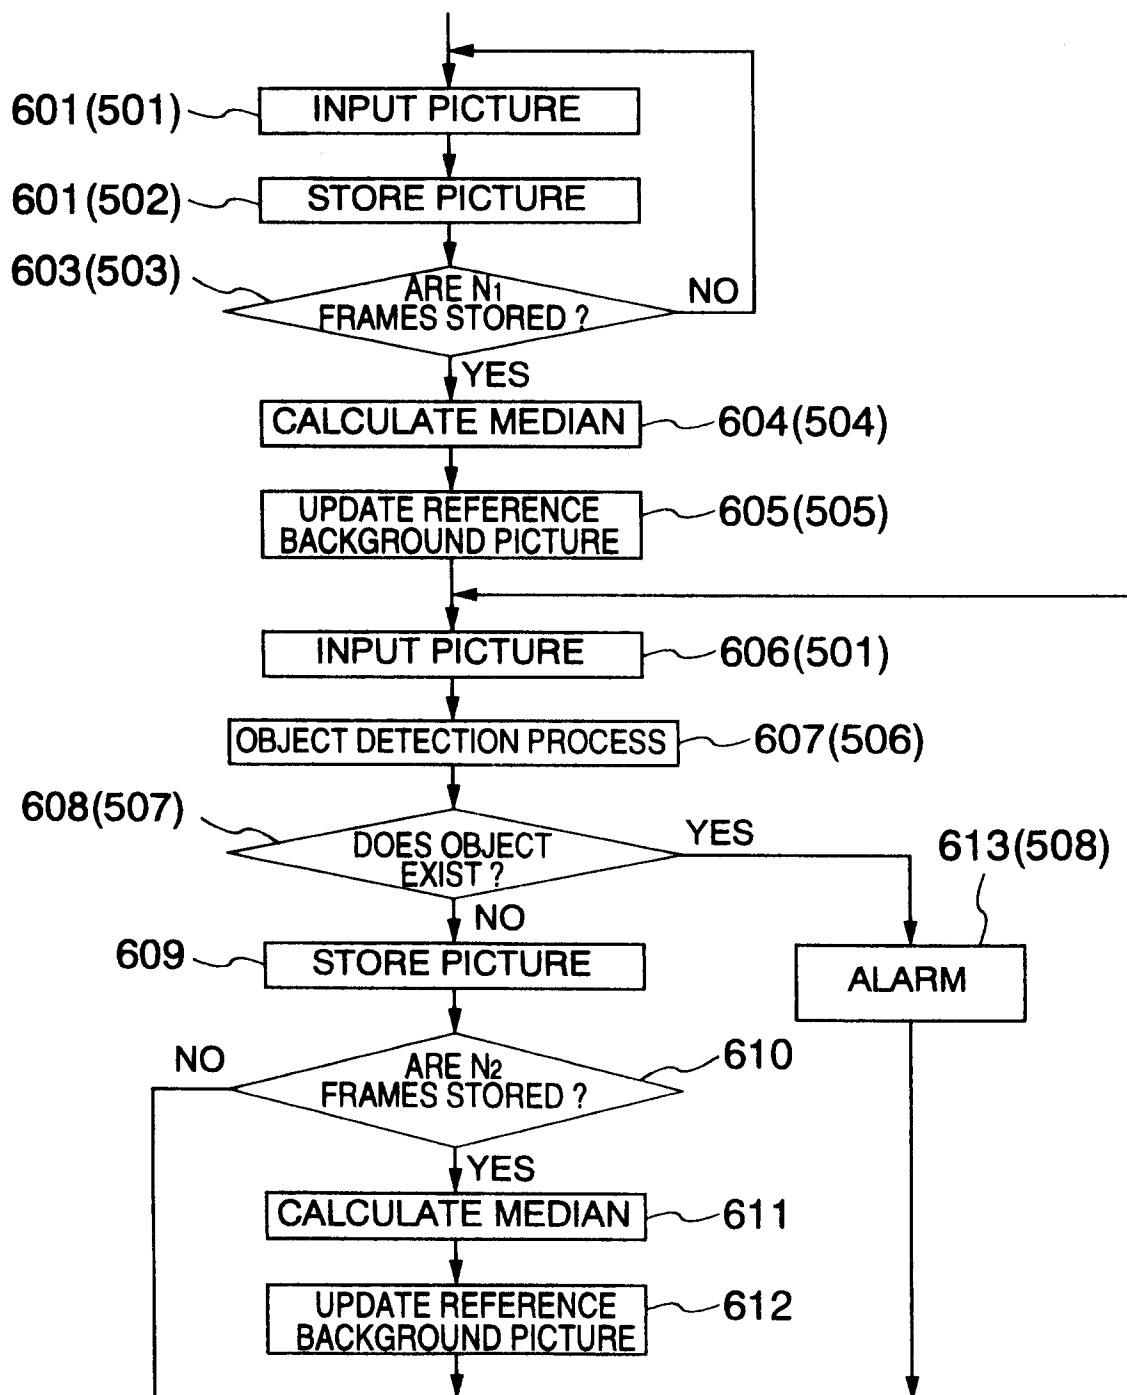 601(501)
INPUT PICTURE
601(502)
STORE PICTURE
603(503)
ARE N1
FRAMES STORED ?
NO
YES
CALCULATE MEDIAN
604(504)
UPDATE REFERENCE
BACKGROUND PICTURE
605(505)
INPUT PICTURE
606(501)
OBJECT DETECTION PROCESS
607(506)
608(507)
DOES OBJECT
EXIST ?
YES
613(508)
NO
609
STORE PICTURE
ALARM
NO
ARE N2
FRAMES STORED ?
610
YES
CALCULATE MEDIAN
611
UPDATE REFERENCE
BACKGROUND PICTURE
612